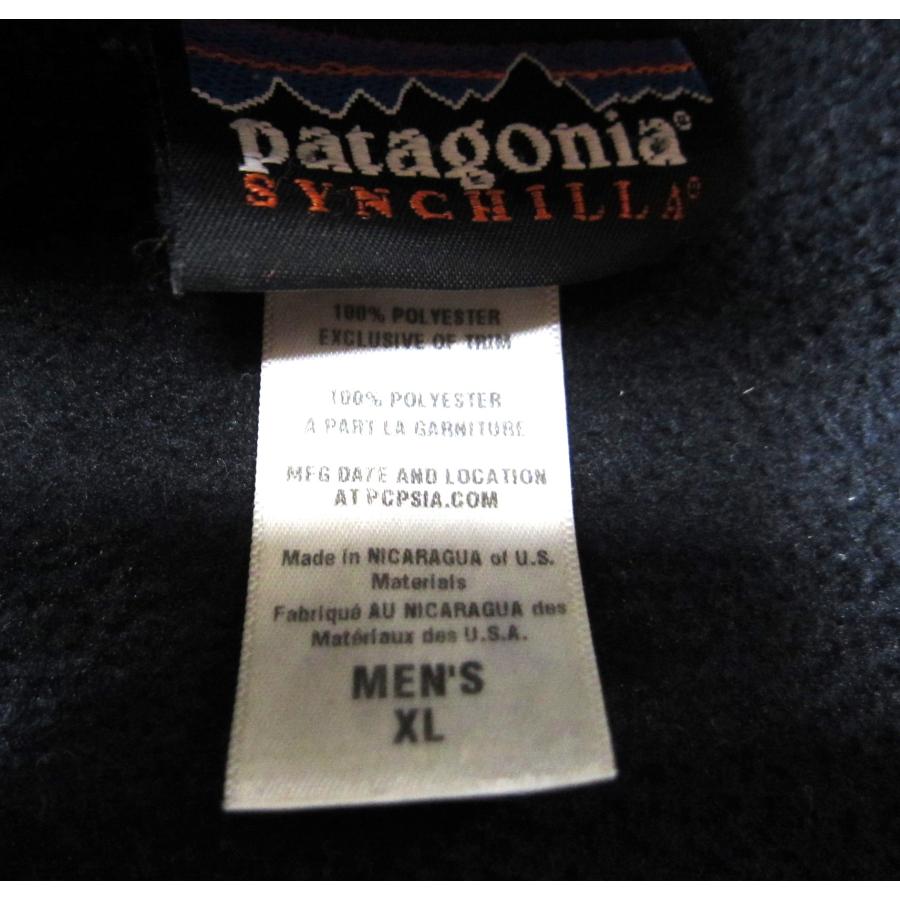 patagonia®
SYNCHILLA®
100% POLYESTER
EXCLUSIVE OF TRIM
100% POLYESTER
A PART LA GARNITURE
MFG DATE AND LOCATION
AT PCPSIA.COM
Made in NICARAGUA of U.S.
Materials
Fabriqué AU NICARAGUA des
Matériaux des U.S.A.
MEN'S
XL